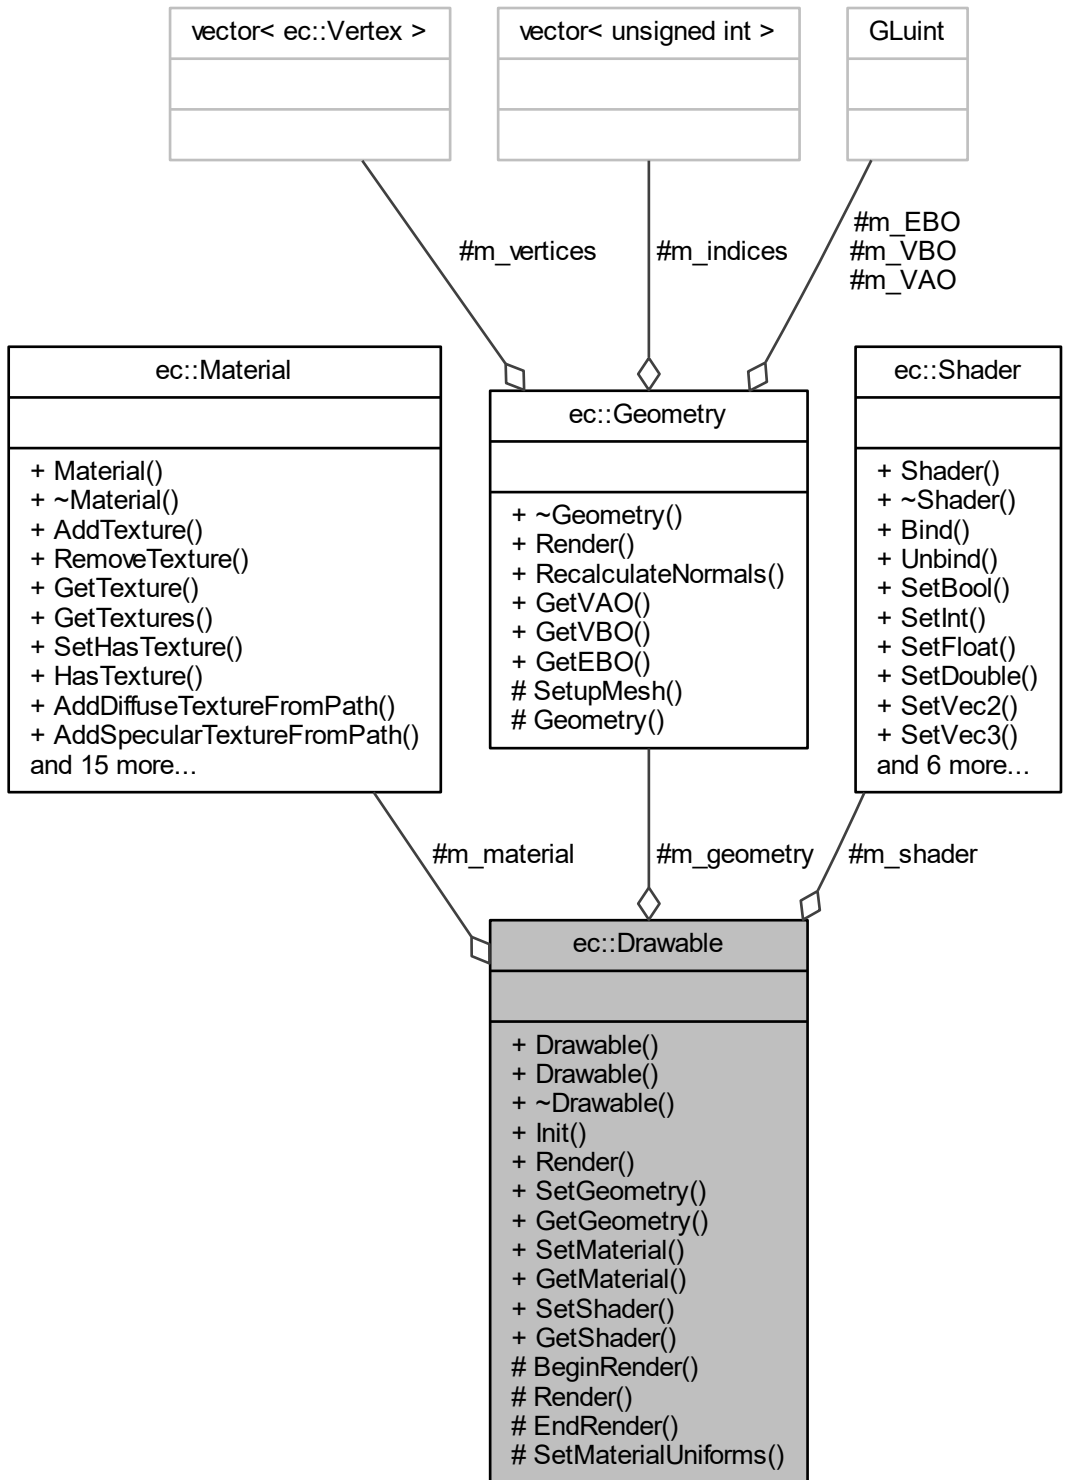 vector< ec::Vertex >
vector< unsigned int >
GLuint
#m_vertices
#m_indices
#m_EBO
#m_VBO
#m_VAO
ec::Material
+ Material()
+ ~Material()
+ AddTexture()
+ RemoveTexture()
+ GetTexture()
+ GetTextures()
+ SetHasTexture()
+ HasTexture()
+ AddDiffuseTextureFromPath()
+ AddSpecularTextureFromPath()
and 15 more...
ec::Geometry
+ ~Geometry()
+ Render()
+ RecalculateNormals()
+ GetVAO()
+ GetVBO()
+ GetEBO()
# SetupMesh()
# Geometry()
ec::Shader
+ Shader()
+ ~Shader()
+ Bind()
+ Unbind()
+ SetBool()
+ SetInt()
+ SetFloat()
+ SetDouble()
+ SetVec2()
+ SetVec3()
and 6 more...
#m_material
#m_geometry
#m_shader
ec::Drawable
+ Drawable()
+ Drawable()
+ ~Drawable()
+ Init()
+ Render()
+ SetGeometry()
+ GetGeometry()
+ SetMaterial()
+ GetMaterial()
+ SetShader()
+ GetShader()
# BeginRender()
# Render()
# EndRender()
# SetMaterialUniforms()